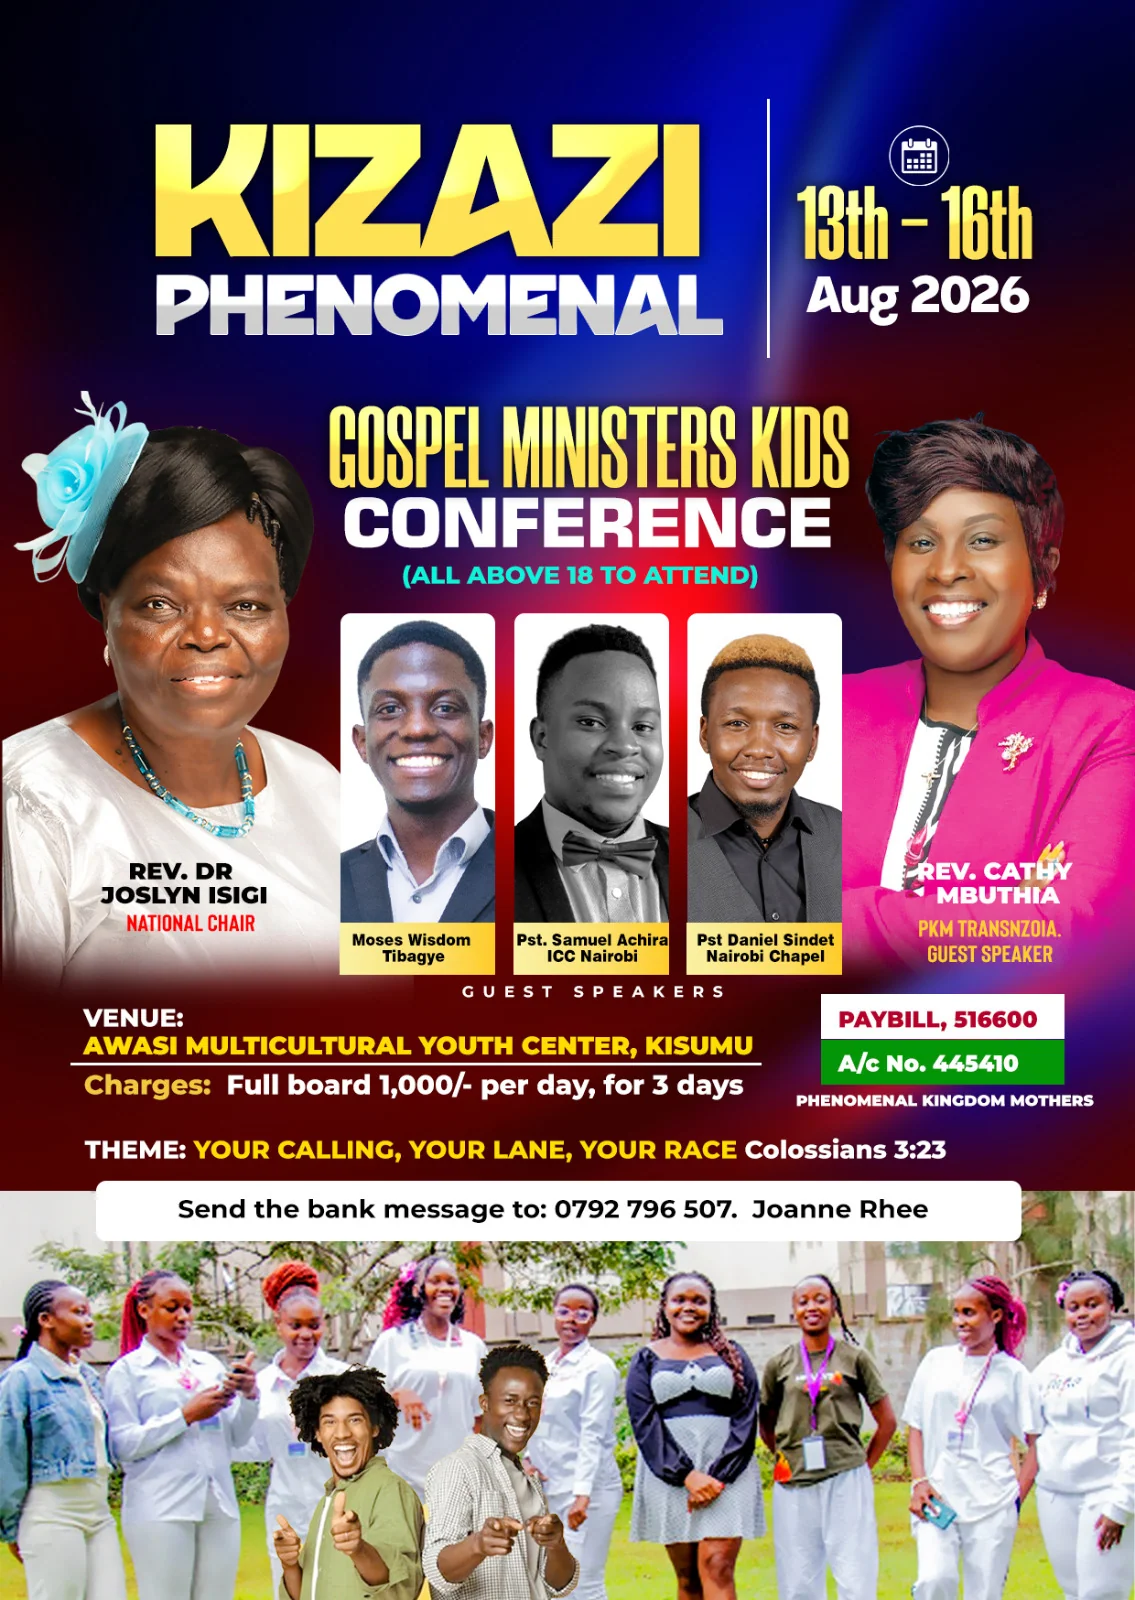 KIZAZI
PHENOMENAL
13th - 16th
Aug 2026
GOSPEL MINISTERS KIDS
CONFERENCE
(ALL ABOVE 18 TO ATTEND)
REV. DR
JOSLYN ISIGI
NATIONAL CHAIR
Moses Wisdom
Tibagye
Pst. Samuel Achira
ICC Nairobi
Pst Daniel Sindet
Nairobi Chapel
REV. CATHY
MBUTHIA
PKM TRANSNZOIA.
GUEST SPEAKER
GUEST SPEAKERS
VENUE:
AWASI MULTICULTURAL YOUTH CENTER, KISUMU
Charges: Full board 1,000/- per day, for 3 days
PAYBILL, 516600
A/c No. 445410
PHENOMENAL KINGDOM MOTHERS
THEME: YOUR CALLING, YOUR LANE, YOUR RACE Colossians 3:23
Send the bank message to: 0792 796 507. Joanne Rhee